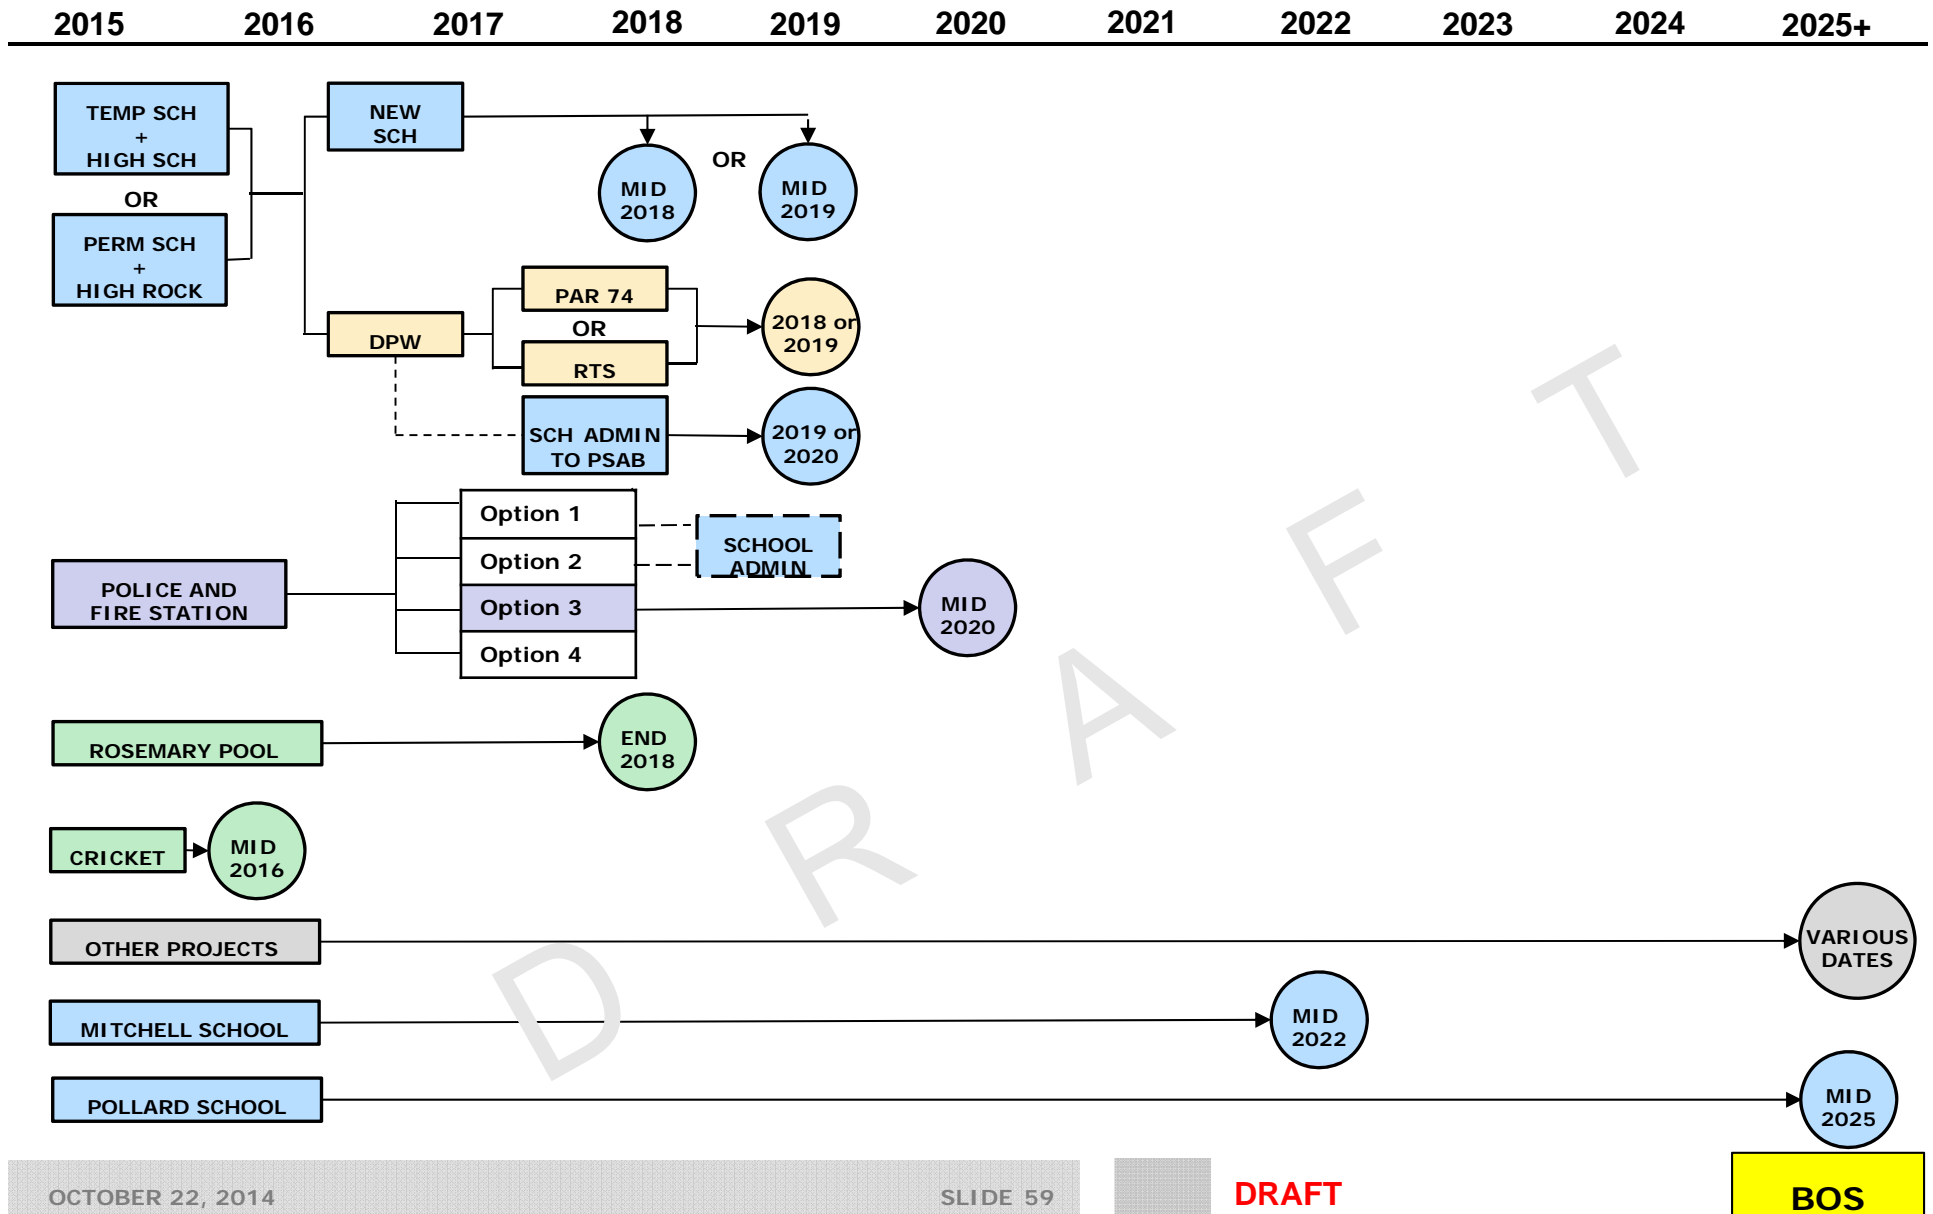 2015 2016 2017 2018 2019 2020 2021 2022 2023 2024 2025+
TEMP SCH
+
HIGH SCH
OR
PERM SCH
+
HIGH ROCK
NEW
SCH
MID
2018
OR
MID
2019
DPW
PAR 74
OR
RTS
2018 or
2019
SCH ADMIN
TO PSAB
2019 or
2020
POLICE AND
FIRE STATION
Option 1
Option 2
Option 3
Option 4
SCHOOL
ADMIN
MID
2020
ROSEMARY POOL
END
2018
CRICKET
MID
2016
OTHER PROJECTS
VARIOUS
DATES
MITCHELL SCHOOL
MID
2022
POLLARD SCHOOL
MID
2025
D R A F T
OCTOBER 22, 2014 SLIDE 59
DRAFT
BOS